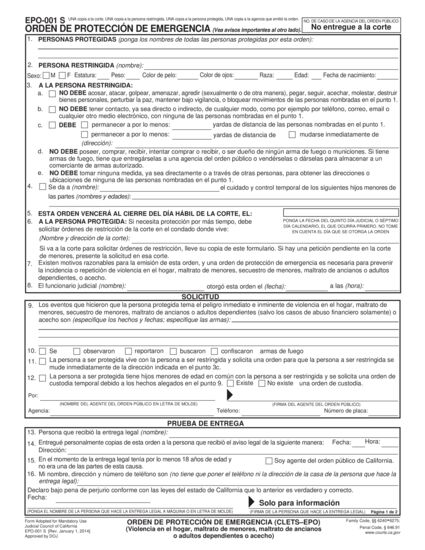 EPO-001 S UNA copia a la corte. UNA copia a la persona restringida, UNA copia a la persona protegida, UNA copia a la agencia que emitió la orden
ORDEN DE PROTECCIÓN DE EMERGENCIA (Vea avisos importantes al otro lado).
NO. DE CASO DE LA AGENCIA DEL ORDEN PÚBLICO:
No entregue a la corte
1. PERSONAS PROTEGIDAS (ponga los nombres de todas las personas protegidas por esta orden):
2. PERSONA RESTRINGIDA (nombre):
Sexo: M F Estatura: Peso: Color de pelo: Color de ojos: Raza: Edad: Fecha de nacimiento:
3. A LA PERSONA RESTRINGIDA:
a. NO DEBE acosar, atacar, golpear, amenazar, agredir (sexualmente o de otra manera), pegar, seguir, acechar, molestar, destruir
bienes personales, perturbar la paz, mantener bajo vigilancia, o bloquear movimientos de las personas nombradas en el punto 1.
b. NO DEBE tener contacto, ya sea directo o indirecto, de cualquier modo, como por ejemplo por teléfono, correo, email o
cualquier otro medio electrónico, con ninguna de las personas nombradas en el punto 1.
c. DEBE permanecer a por lo menos: yardas de distancia de las personas nombradas en el punto 1.
permanecer a por lo menos: yardas de distancia de mudarse inmediatamente de
(dirección):
d. NO DEBE poseer, comprar, recibir, intentar comprar o recibir, o ser dueño de ningún arma de fuego o municiones. Si tiene
armas de fuego, tiene que entregárselas a una agencia del orden público o vendérselas o dárselas para almacenar a un
comerciante de armas autorizado.
e. NO DEBE tomar ninguna medida, ya sea directamente o a través de otras personas, para obtener las direcciones o
ubicaciones de ninguna de las personas nombradas en el punto 1.
4. Se da a (nombre): el cuidado y control temporal de los siguientes hijos menores de
las partes (nombres y edades):
5. ESTA ORDEN VENCERÁ AL CIERRE DEL DÍA HÁBIL DE LA CORTE, EL:
PONGA LA FECHA DEL QUINTO DÍA JUDICIAL O SÉPTIMO
DÍA CALENDARIO, EL QUE OCURRA PRIMERO. NO TOME
EN CUENTA EL DÍA QUE SE OTORGA LA ORDEN
6. A LA PERSONA PROTEGIDA: Si necesita protección por más tiempo, debe
solicitar órdenes de restricción de la corte en el condado donde vive:
(Nombre y dirección de la corte):
Si va a la corte para solicitar órdenes de restricción, lleve su copia de este formulario. Si hay una petición pendiente en la corte
de menores, presente la solicitud en esa corte.
7. Existen motivos razonables para la emisión de esta orden, y una orden de protección de emergencia es necesaria para prevenir
la incidencia o repetición de violencia en el hogar, maltrato de menores, secuestro de menores, maltrato de ancianos o adultos
dependientes, o acecho.
8. El funcionario judicial (nombre): otorgó esta orden el (fecha): a las (hora):
SOLICITUD
9. Los eventos que hicieron que la persona protegida tema el peligro inmediato e inminente de violencia en el hogar, maltrato de
menores, secuestro de menores, maltrato de ancianos o adultos dependientes (salvo los casos de abuso financiero solamente) o
acecho son (especifique los hechos y fechas; especifique las armas):
10. Se observaron reportaron buscaron confiscaron armas de fuego
11. La persona a ser protegida vive con la persona a ser restringida y solicita una orden para que la persona a ser restringida se
mude inmediatamente de la dirección indicada en el punto 3c.
12. La persona a ser protegida tiene hijos menores de edad en común con la persona a ser restringida y se solicita una orden de
custodia temporal debido a los hechos alegados en el punto 9. Existe No existe una orden de custodia.
Por:
(NOMBRE DEL AGENTE DEL ORDEN PÚBLICO EN LETRA DE MOLDE) (FIRMA DEL AGENTE DEL ORDEN PÚBLICO)
Agencia: Teléfono: Número de placa:
PRUEBA DE ENTREGA
13. Persona que recibió la entrega legal (nombre):
14. Entregué personalmente copias de esta orden a la persona que recibió el aviso legal de la siguiente manera: Fecha: Hora:
Dirección:
15. En el momento de la entrega legal tenía por lo menos 18 años de edad y
no era una de las partes de esta causa.
Soy agente del orden público de California.
16. Mi nombre, dirección y número de teléfono son (no tiene que poner el teléfono ni la dirección de la casa de la persona que hace la
entrega legal):
Declaro bajo pena de perjurio conforme con las leyes del estado de California que lo anterior es verdadero y correcto.
Fecha:
Solo para información
(PONGA EL NOMBRE DE LA PERSONA QUE HACE LA ENTREGA LEGAL A MÁQUINA O EN LETRA DE MOLDE) (FIRMA DE LA PERSONA QUE HACE LA ENTREGA LEGAL) Página 1 de 2
Form Adopted for Mandatory Use
Judicial Council of California
EPO-001 S [Rev. January 1, 2014]
Approved by DOJ
ORDEN DE PROTECCIÓN DE EMERGENCIA (CLETS–EPO)
(Violencia en el hogar, maltrato de menores, maltrato de ancianos
o adultos dependientes o acecho)
Family Code, §§ 6240–6275;
Penal Code, § 646.91
www.courts.ca.gov